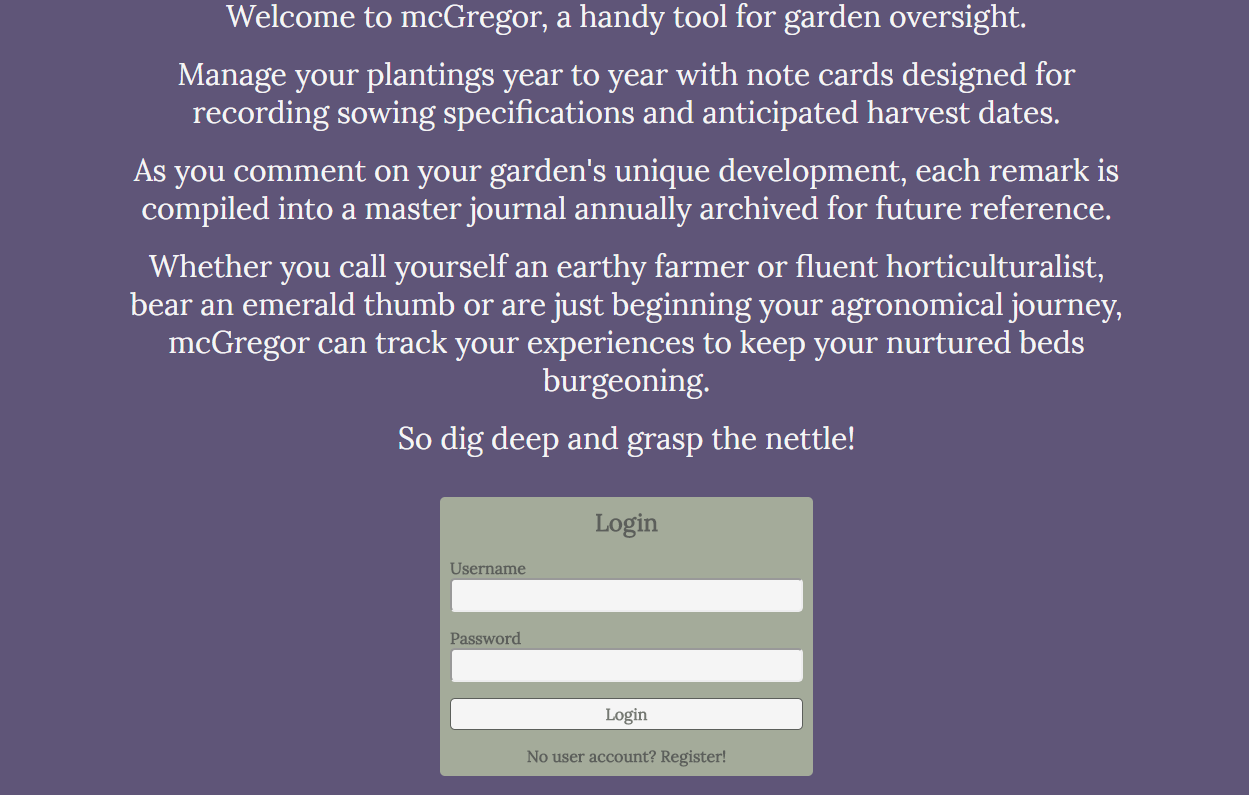 Welcome to mcGregor, a handy tool for garden oversight.
Manage your plantings year to year with note cards designed for
recording sowing specifications and anticipated harvest dates.
As you comment on your garden's unique development, each remark is
compiled into a master journal annually archived for future reference.
Whether you call yourself an earthy farmer or fluent horticulturalist,
bear an emerald thumb or are just beginning your agronomical journey,
mcGregor can track your experiences to keep your nurtured beds
burgeoning.
So dig deep and grasp the nettle!
Login
Username
Password
Login
No user account? Register!